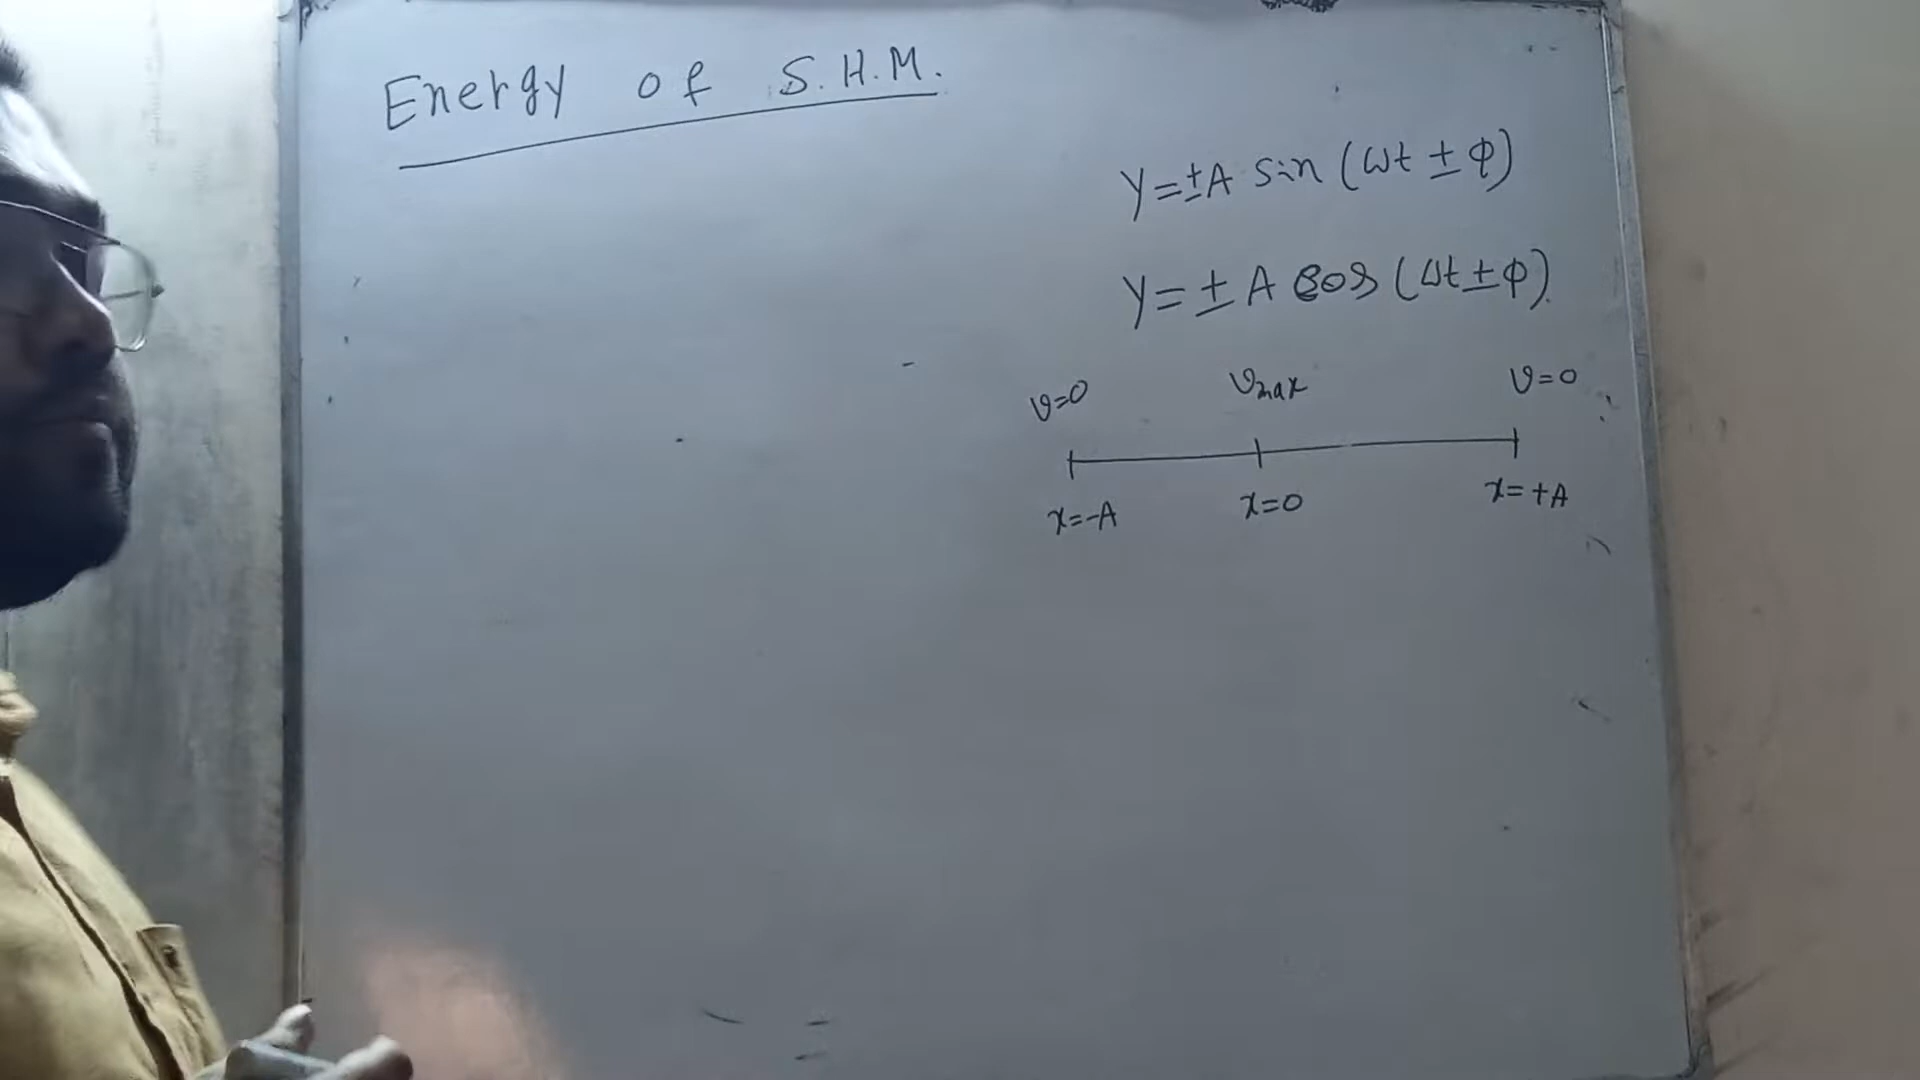 Energy of S.H.M.
Y=±A sin (ωt ± φ)
Y=± A cos (ωt±φ)
v=0 vmax v=0
x=-A x=0 x=+A